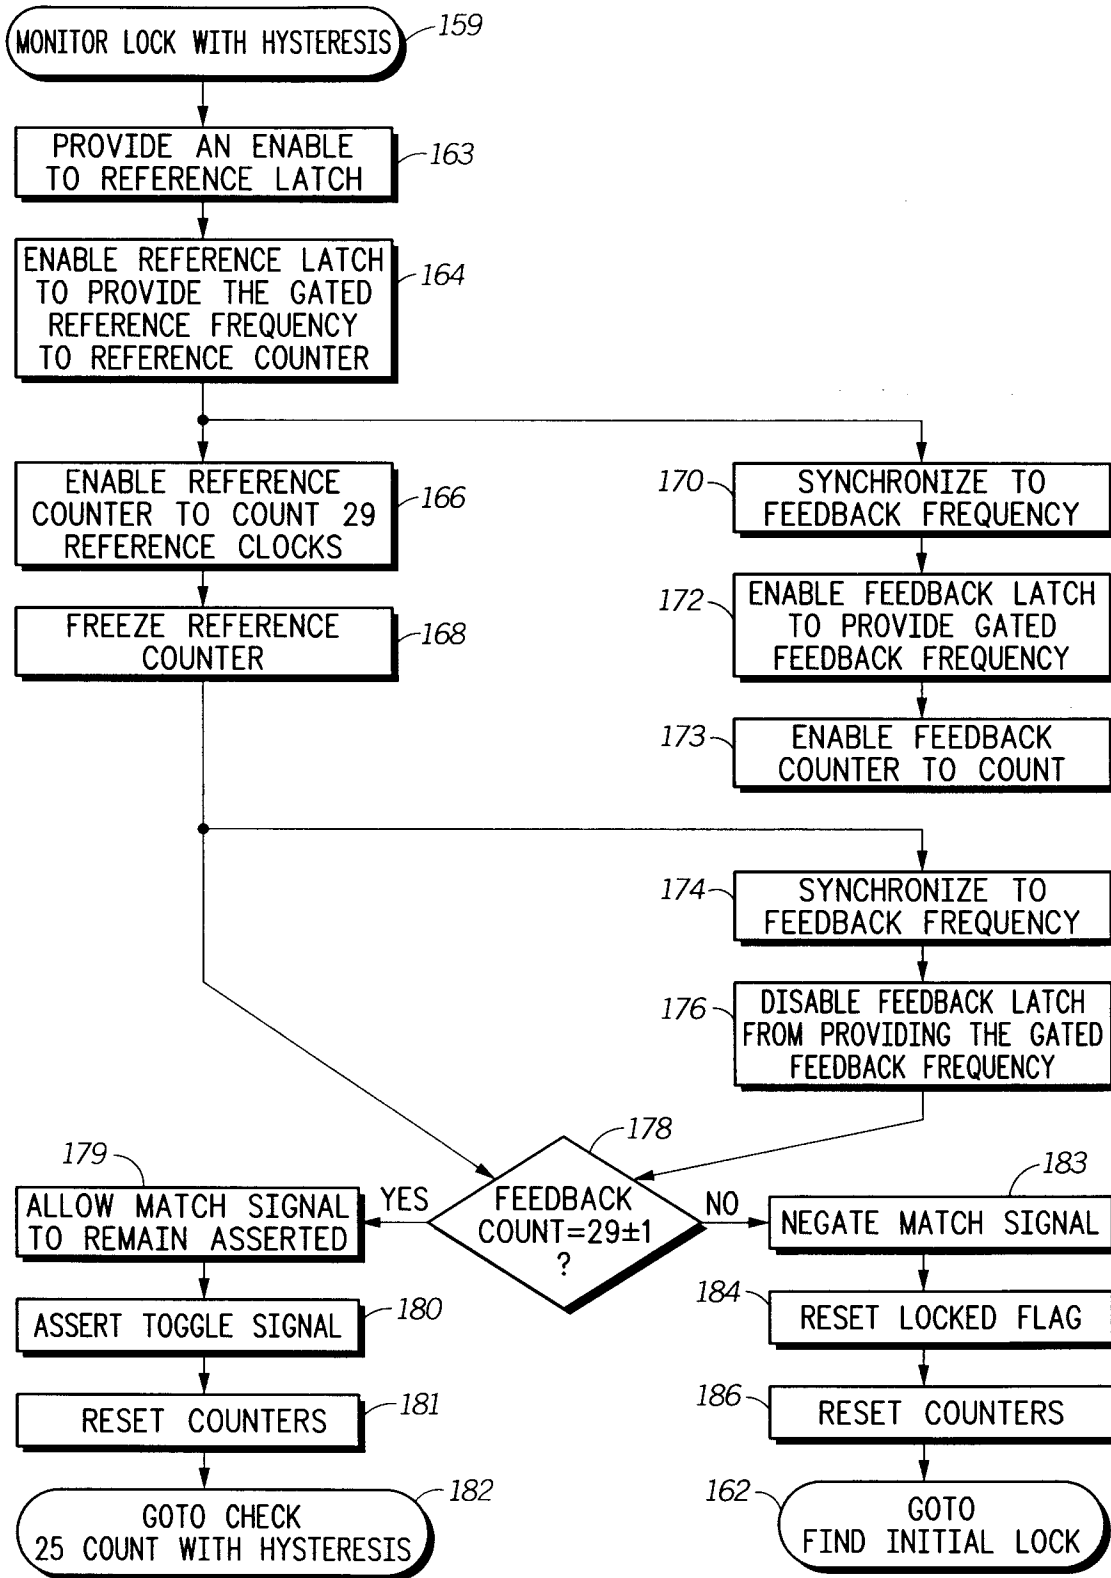 MONITOR LOCK WITH HYSTERESIS
159
PROVIDE AN ENABLE
TO REFERENCE LATCH
163
ENABLE REFERENCE LATCH
TO PROVIDE THE GATED
REFERENCE FREQUENCY
TO REFERENCE COUNTER
164
ENABLE REFERENCE
COUNTER TO COUNT 29
REFERENCE CLOCKS
166
FREEZE REFERENCE
COUNTER
168
170
SYNCHRONIZE TO
FEEDBACK FREQUENCY
172
ENABLE FEEDBACK LATCH
TO PROVIDE GATED
FEEDBACK FREQUENCY
173
ENABLE FEEDBACK
COUNTER TO COUNT
174
SYNCHRONIZE TO
FEEDBACK FREQUENCY
176
DISABLE FEEDBACK LATCH
FROM PROVIDING THE GATED
FEEDBACK FREQUENCY
178
FEEDBACK
COUNT=29±1
?
YES
NO
179
ALLOW MATCH SIGNAL
TO REMAIN ASSERTED
ASSERT TOGGLE SIGNAL
180
RESET COUNTERS
181
GOTO CHECK
25 COUNT WITH HYSTERESIS
182
183
NEGATE MATCH SIGNAL
184
RESET LOCKED FLAG
186
RESET COUNTERS
162
GOTO
FIND INITIAL LOCK